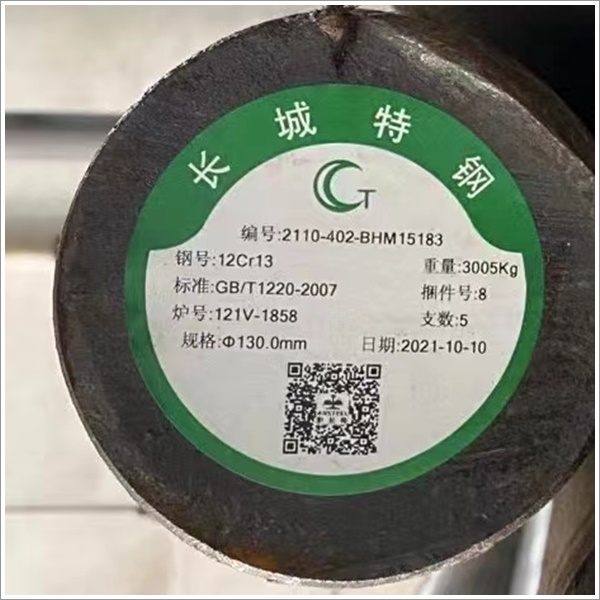 长城特钢
GT
编号:2110-402-BHM15183
钢号:12Cr13
重量:3005Kg
标准:GB/T1220-2007
捆件号:8
炉号:121V-1858
支数:5
规格:Φ130.0mm
日期:2021-10-10